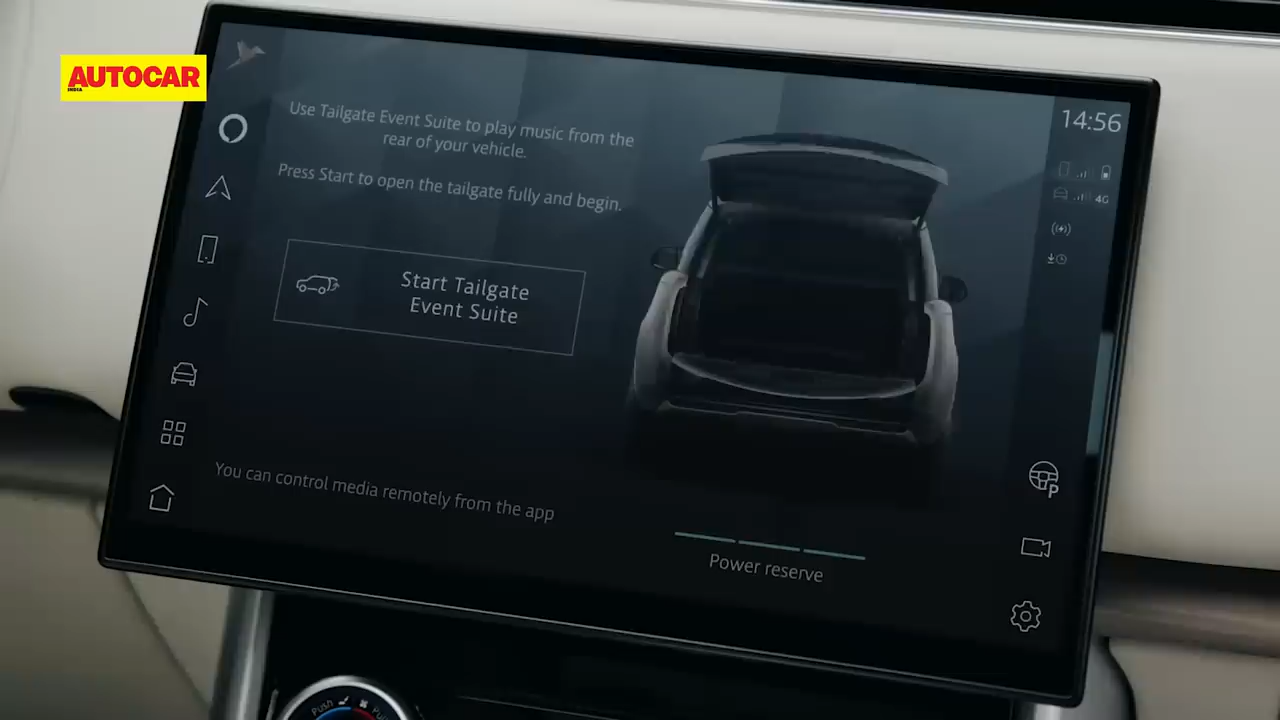 AUTOCAR
INDIA
14:56
4G
Use Tailgate Event Suite to play music from the
rear of your vehicle.
Press Start to open the tailgate fully and begin.
Start Tailgate
Event Suite
You can control media remotely from the app
Power reserve
P
Push